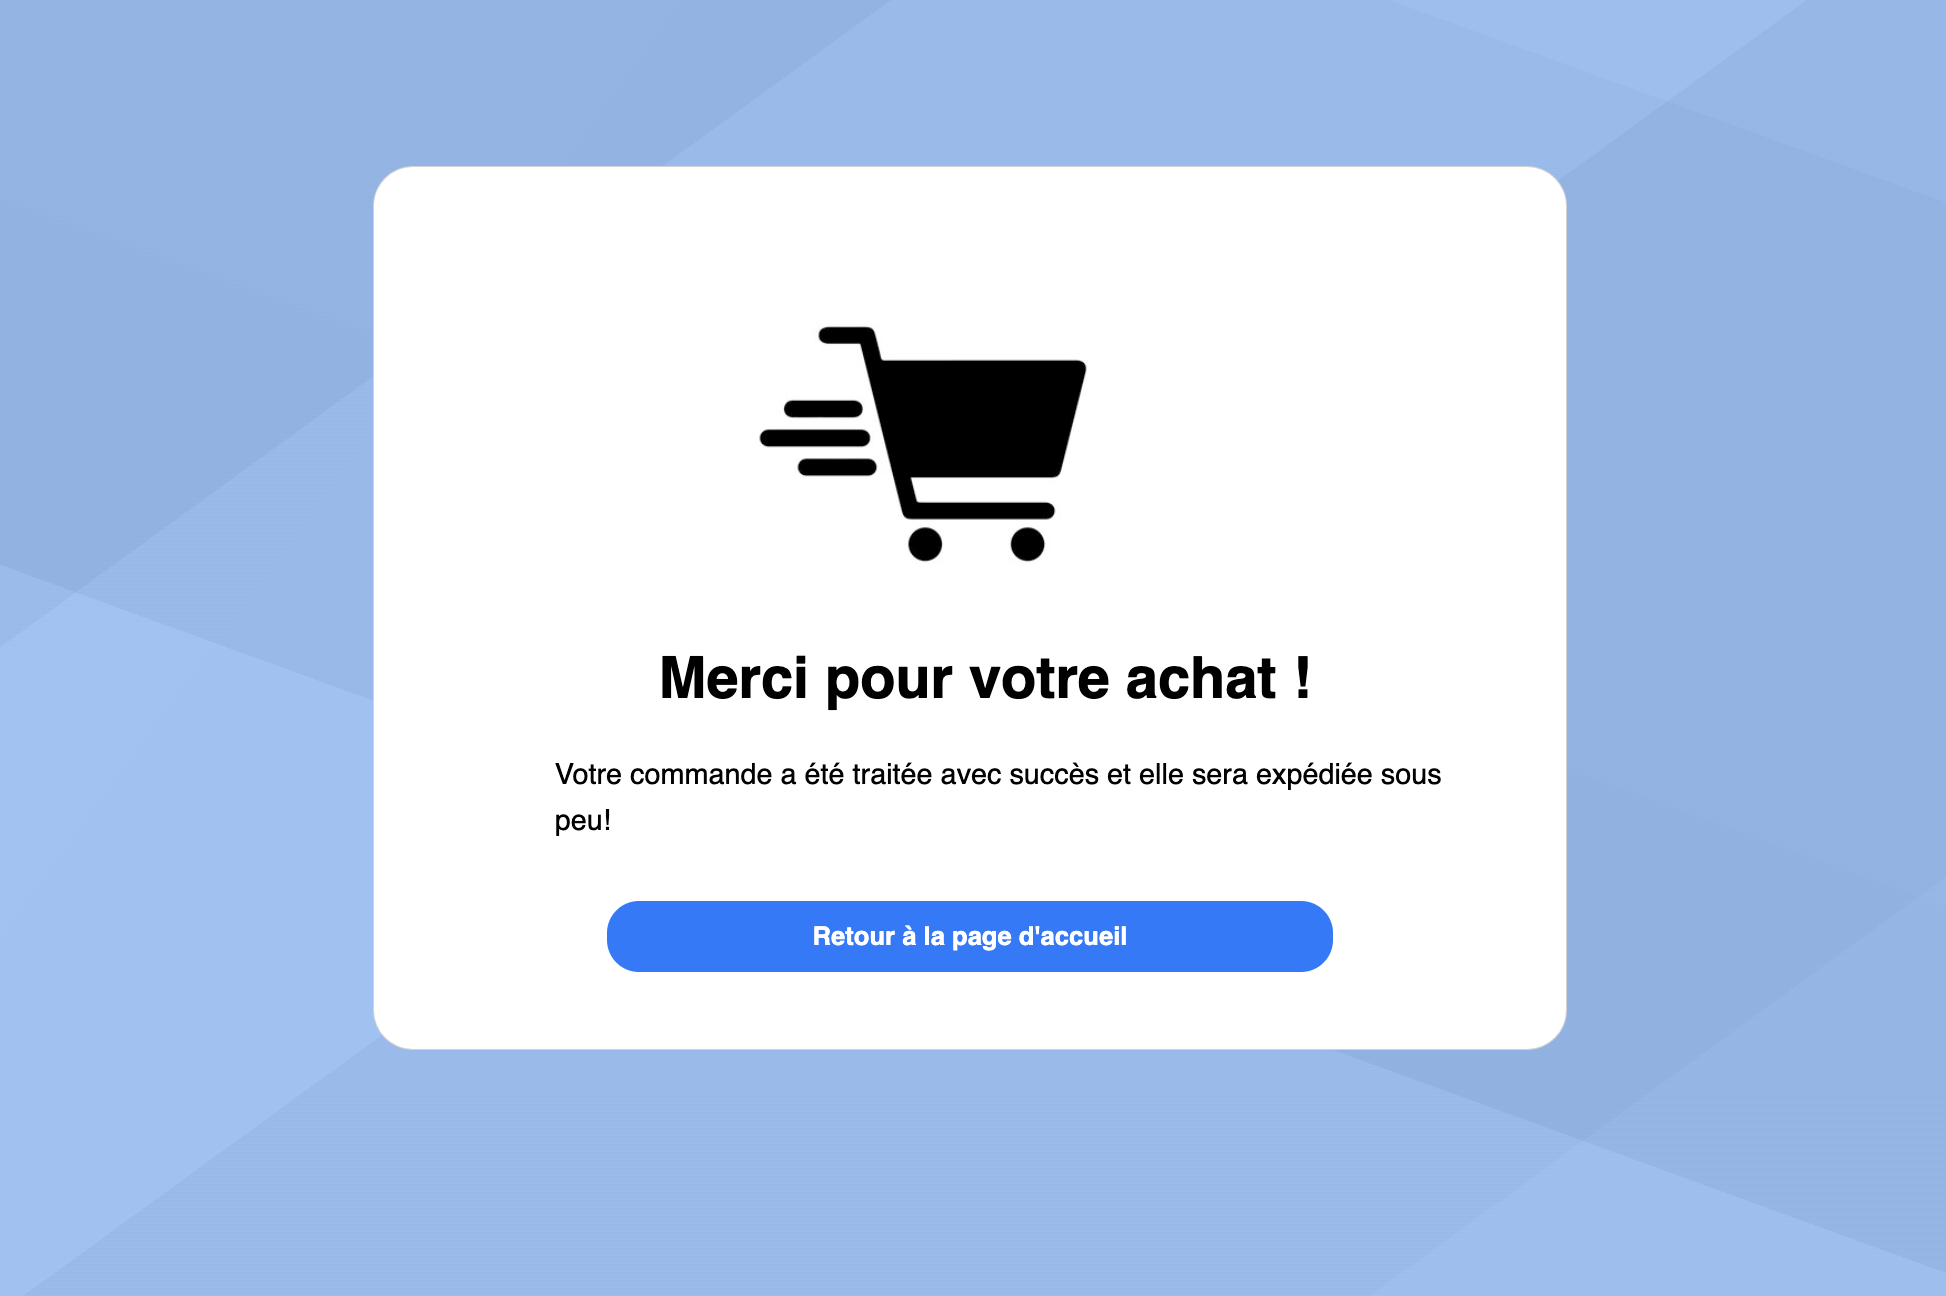 Merci pour votre achat !
Votre commande a été traitée avec succès et elle sera expédiée sous
peu!
Retour à la page d'accueil